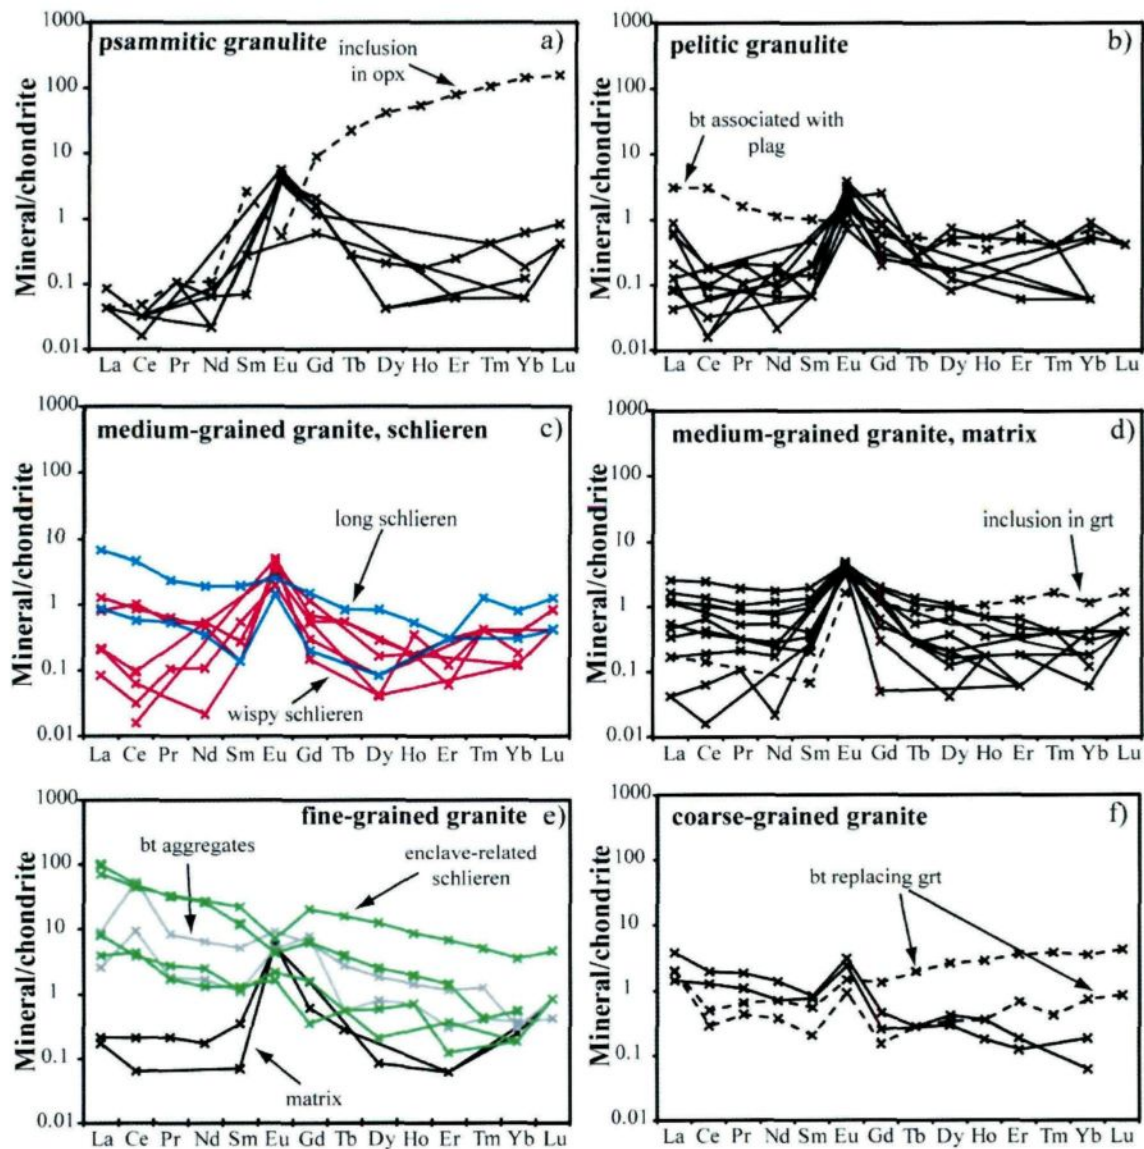 psammitic granulite
a)
inclusion
in opx
Mineral/chondrite
1000
100
10
1
0.1
0.01
La Ce Pr Nd Sm Eu Gd Tb Dy Ho Er Tm Yb Lu
pelitic granulite
b)
bt associated with
plag
Mineral/chondrite
1000
100
10
1
0.1
0.01
La Ce Pr Nd Sm Eu Gd Tb Dy Ho Er Tm Yb Lu
medium-grained granite, schlieren
c)
long schlieren
wispy schlieren
Mineral/chondrite
1000
100
10
1
0.1
0.01
La Ce Pr Nd Sm Eu Gd Tb Dy Ho Er Tm Yb Lu
medium-grained granite, matrix
d)
inclusion in grt
Mineral/chondrite
1000
100
10
1
0.1
0.01
La Ce Pr Nd Sm Eu Gd Tb Dy Ho Er Tm Yb Lu
fine-grained granite
e)
bt aggregates
enclave-related
schlieren
matrix
Mineral/chondrite
1000
100
10
1
0.1
0.01
La Ce Pr Nd Sm Eu Gd Tb Dy Ho Er Tm Yb Lu
coarse-grained granite
f)
bt replacing grt
Mineral/chondrite
1000
100
10
1
0.1
0.01
La Ce Pr Nd Sm Eu Gd Tb Dy Ho Er Tm Yb Lu